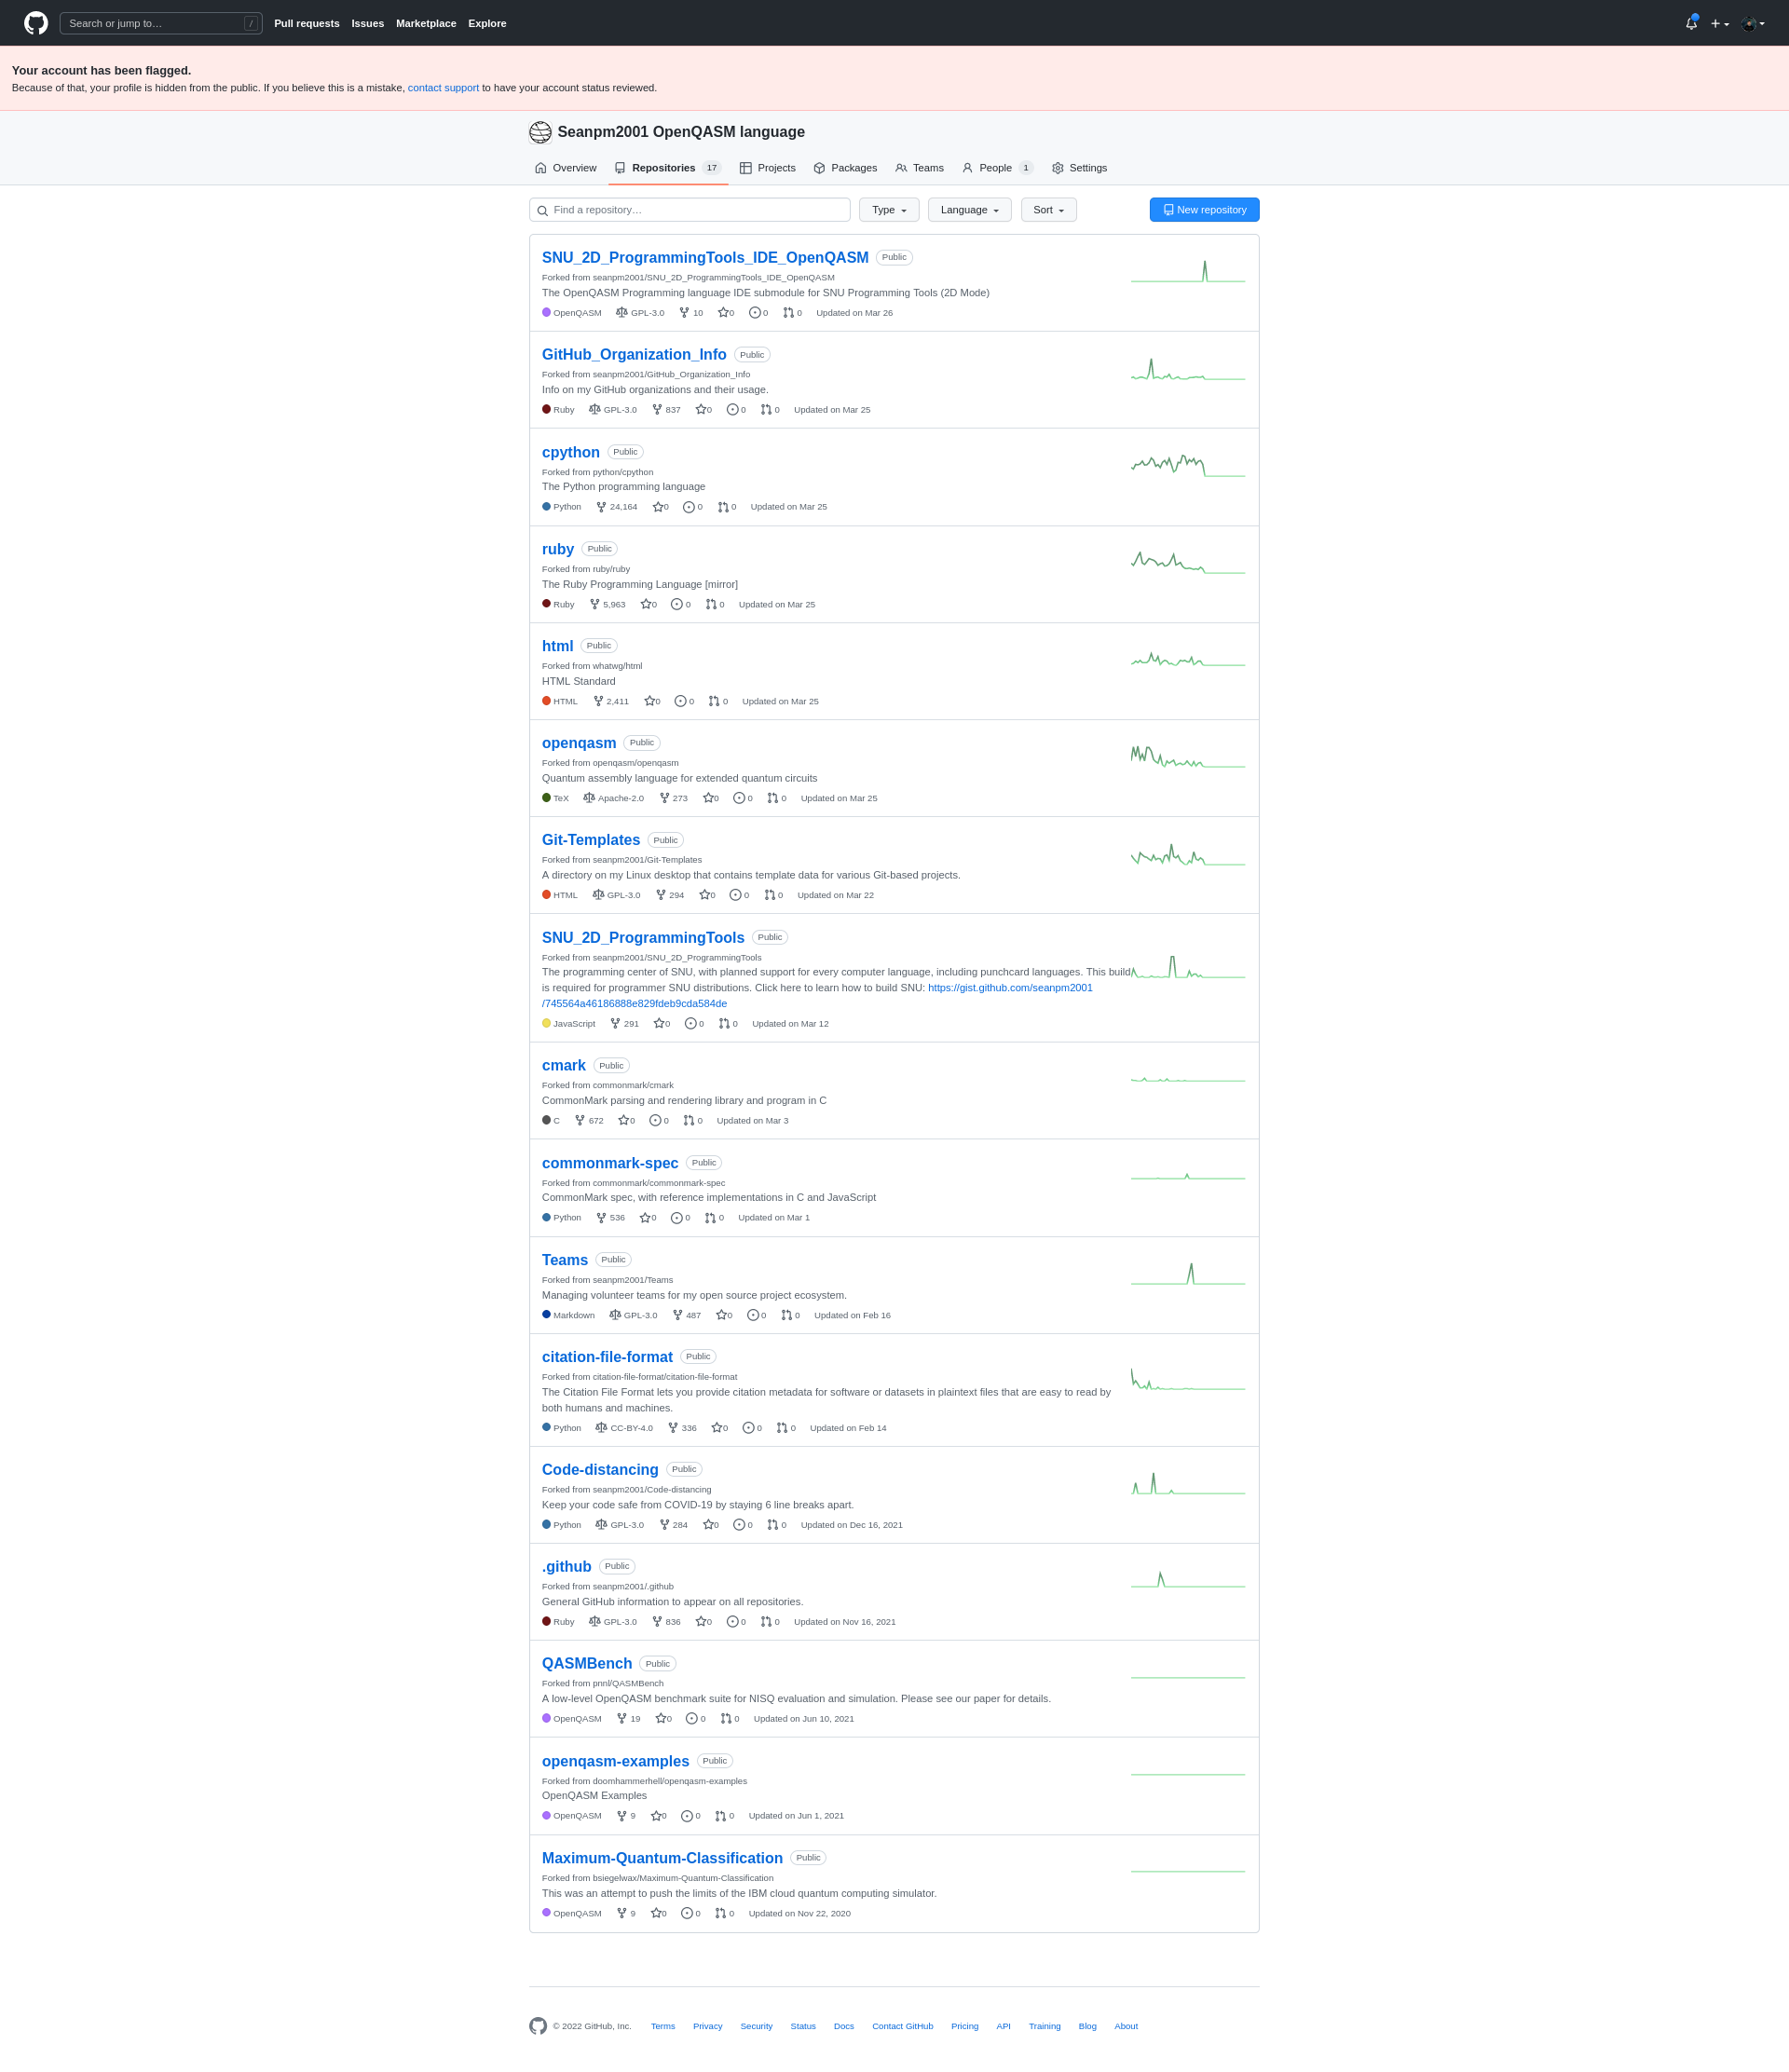 Search or jump to…
/
Pull requests Issues Marketplace Explore
Your account has been flagged.
Because of that, your profile is hidden from the public. If you believe this is a mistake, contact support to have your account status reviewed.
Seanpm2001 OpenQASM language
Overview Repositories 17 Projects Packages Teams People 1 Settings
Find a repository… Type Language Sort New repository
SNU_2D_ProgrammingTools_IDE_OpenQASM Public
Forked from seanpm2001/SNU_2D_ProgrammingTools_IDE_OpenQASM
The OpenQASM Programming language IDE submodule for SNU Programming Tools (2D Mode)
OpenQASM GPL-3.0 10 0 0 0 Updated on Mar 26
GitHub_Organization_Info Public
Forked from seanpm2001/GitHub_Organization_Info
Info on my GitHub organizations and their usage.
Ruby GPL-3.0 837 0 0 0 Updated on Mar 25
cpython Public
Forked from python/cpython
The Python programming language
Python 24,164 0 0 0 Updated on Mar 25
ruby Public
Forked from ruby/ruby
The Ruby Programming Language [mirror]
Ruby 5,963 0 0 0 Updated on Mar 25
html Public
Forked from whatwg/html
HTML Standard
HTML 2,411 0 0 0 Updated on Mar 25
openqasm Public
Forked from openqasm/openqasm
Quantum assembly language for extended quantum circuits
TeX Apache-2.0 273 0 0 0 Updated on Mar 25
Git-Templates Public
Forked from seanpm2001/Git-Templates
A directory on my Linux desktop that contains template data for various Git-based projects.
HTML GPL-3.0 294 0 0 0 Updated on Mar 22
SNU_2D_ProgrammingTools Public
Forked from seanpm2001/SNU_2D_ProgrammingTools
The programming center of SNU, with planned support for every computer language, including punchcard languages. This build
is required for programmer SNU distributions. Click here to learn how to build SNU: https://gist.github.com/seanpm2001
/745564a46186888e829fdeb9cda584de
JavaScript 291 0 0 0 Updated on Mar 12
cmark Public
Forked from commonmark/cmark
CommonMark parsing and rendering library and program in C
C 672 0 0 0 Updated on Mar 3
commonmark-spec Public
Forked from commonmark/commonmark-spec
CommonMark spec, with reference implementations in C and JavaScript
Python 536 0 0 0 Updated on Mar 1
Teams Public
Forked from seanpm2001/Teams
Managing volunteer teams for my open source project ecosystem.
Markdown GPL-3.0 487 0 0 0 Updated on Feb 16
citation-file-format Public
Forked from citation-file-format/citation-file-format
The Citation File Format lets you provide citation metadata for software or datasets in plaintext files that are easy to read by
both humans and machines.
Python CC-BY-4.0 336 0 0 0 Updated on Feb 14
Code-distancing Public
Forked from seanpm2001/Code-distancing
Keep your code safe from COVID-19 by staying 6 line breaks apart.
Python GPL-3.0 284 0 0 0 Updated on Dec 16, 2021
.github Public
Forked from seanpm2001/.github
General GitHub information to appear on all repositories.
Ruby GPL-3.0 836 0 0 0 Updated on Nov 16, 2021
QASMBench Public
Forked from pnnl/QASMBench
A low-level OpenQASM benchmark suite for NISQ evaluation and simulation. Please see our paper for details.
OpenQASM 19 0 0 0 Updated on Jun 10, 2021
openqasm-examples Public
Forked from doomhammerhell/openqasm-examples
OpenQASM Examples
OpenQASM 9 0 0 0 Updated on Jun 1, 2021
Maximum-Quantum-Classification Public
Forked from bsiegelwax/Maximum-Quantum-Classification
This was an attempt to push the limits of the IBM cloud quantum computing simulator.
OpenQASM 9 0 0 0 Updated on Nov 22, 2020
© 2022 GitHub, Inc. Terms Privacy Security Status Docs Contact GitHub Pricing API Training Blog About